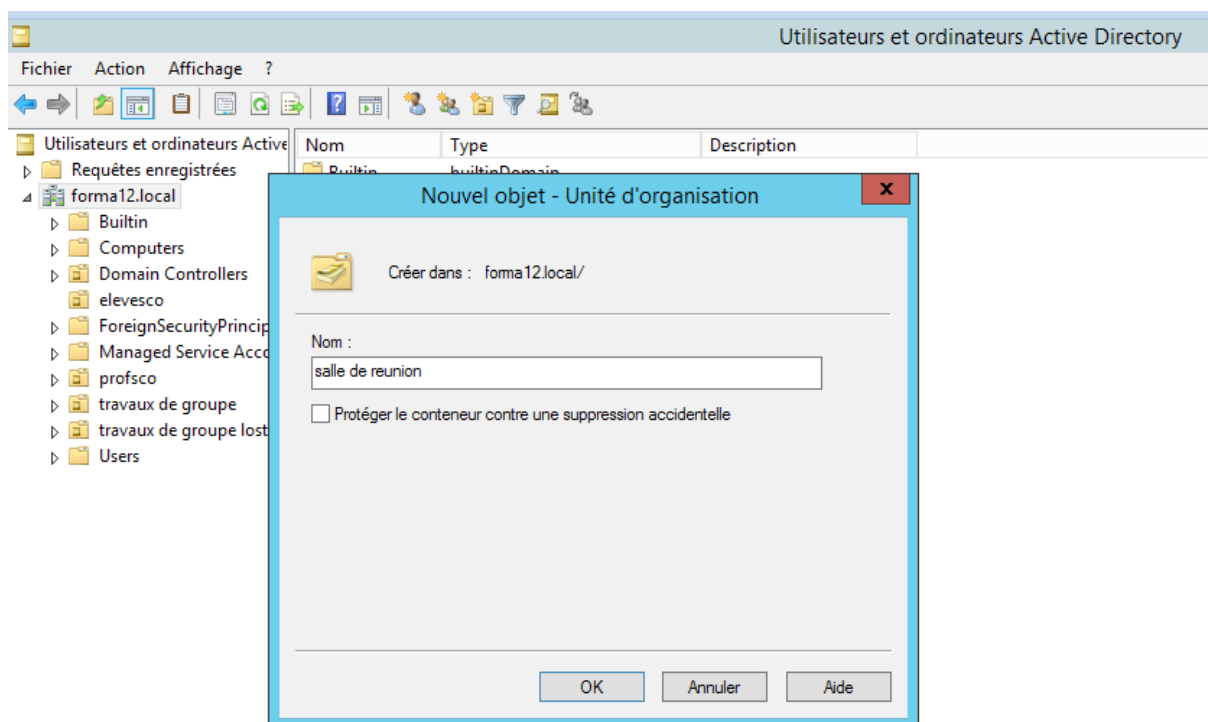 Utilisateurs et ordinateurs Active Directory
Fichier Action Affichage ?
Utilisateurs et ordinateurs Active
Nom Type Description
Requêtes enregistrées
Builtin builtinDomain
forma12.local
Builtin
Computers
Domain Controllers
elevesco
ForeignSecurityPrincip
Managed Service Acco
profsco
travaux de groupe
travaux de groupe lost
Users
Nouvel objet - Unité d'organisation
x
Créer dans : forma12.local/
Nom :
salle de reunion
Protéger le conteneur contre une suppression accidentelle
OK Annuler Aide